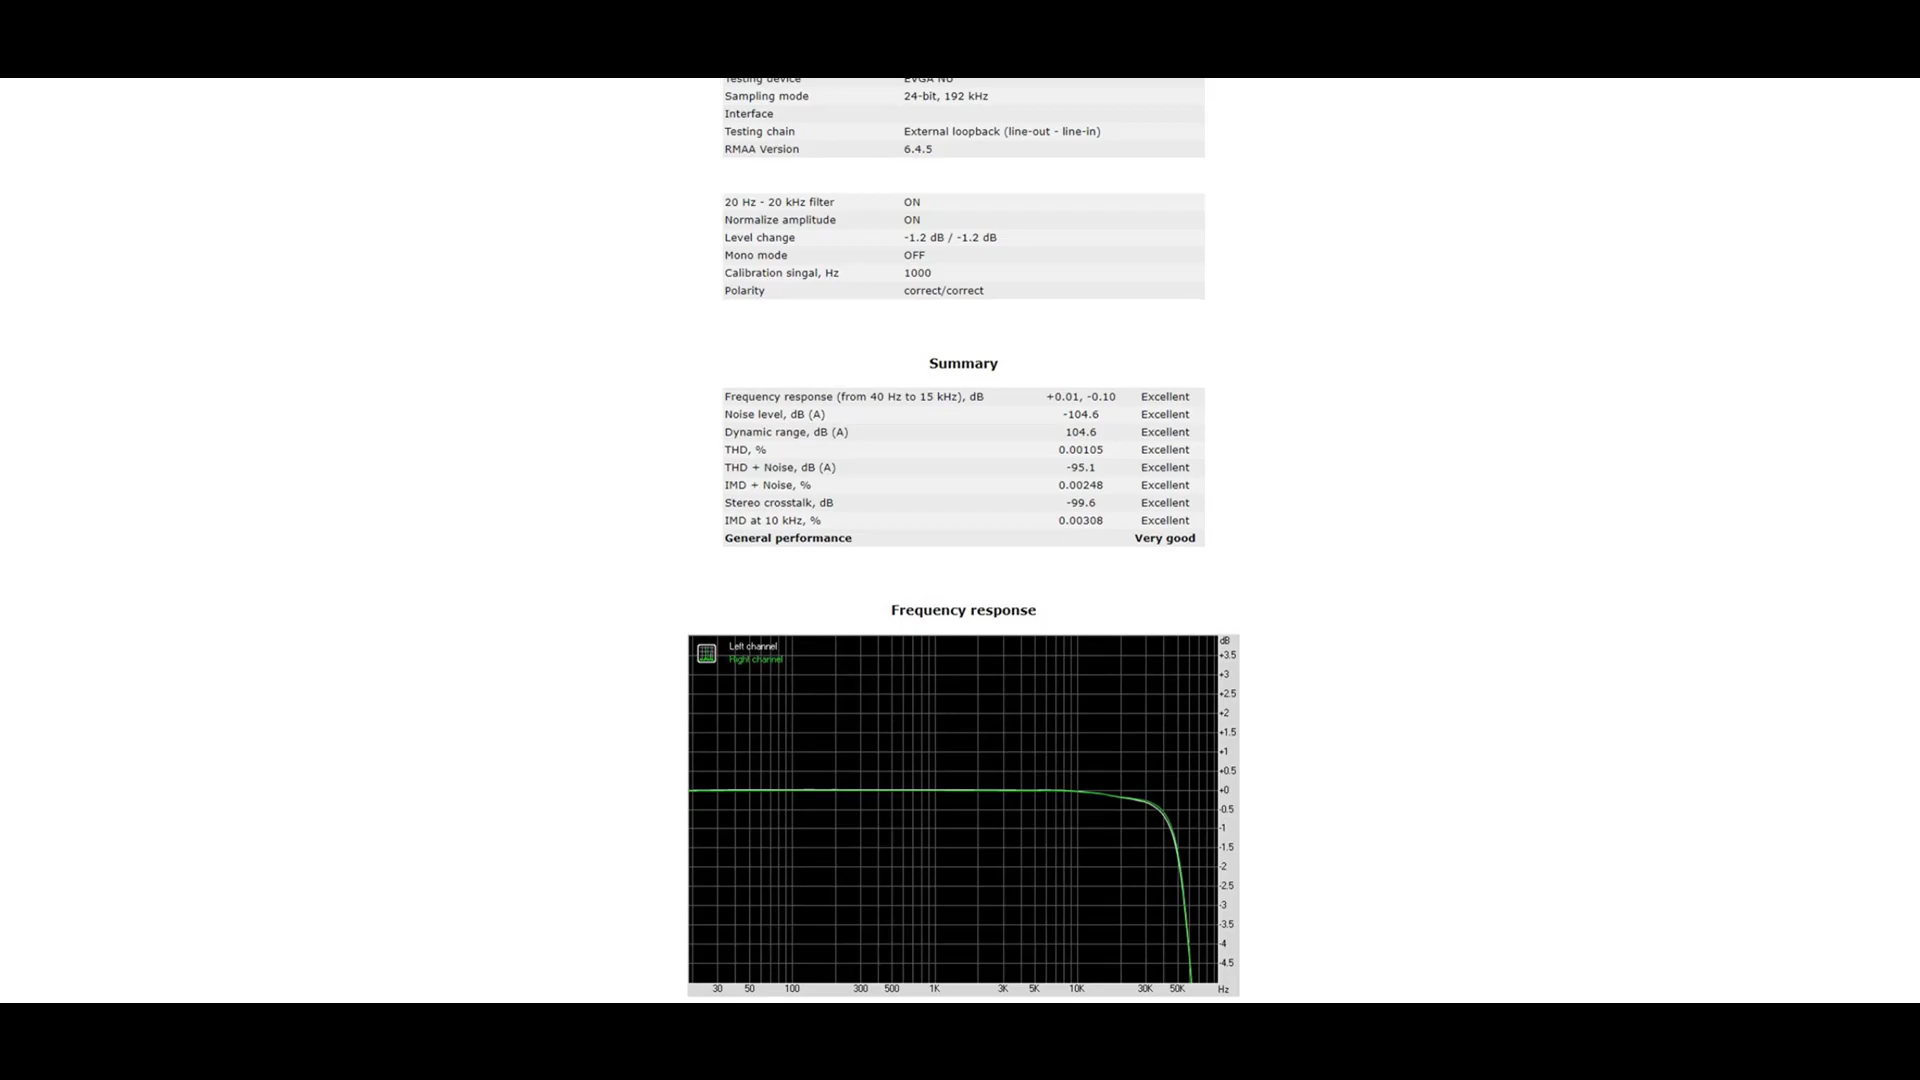 Testing device EVGA NU
Sampling mode 24-bit, 192 kHz
Interface
Testing chain External loopback (line-out - line-in)
RMAA Version 6.4.5
20 Hz - 20 kHz filter ON
Normalize amplitude ON
Level change -1.2 dB / -1.2 dB
Mono mode OFF
Calibration singal, Hz 1000
Polarity correct/correct
Summary
Frequency response (from 40 Hz to 15 kHz), dB +0.01, -0.10 Excellent
Noise level, dB (A) -104.6 Excellent
Dynamic range, dB (A) 104.6 Excellent
THD, % 0.00105 Excellent
THD + Noise, dB (A) -95.1 Excellent
IMD + Noise, % 0.00248 Excellent
Stereo crosstalk, dB -99.6 Excellent
IMD at 10 kHz, % 0.00308 Excellent
General performance Very good
Frequency response
Left channel
Right channel
dB
+3.5
+3
+2.5
+2
+1.5
+1
+0.5
+0
-0.5
-1
-1.5
-2
-2.5
-3
-3.5
-4
-4.5
30 50 100 300 500 1K 3K 5K 10K 30K 50K Hz